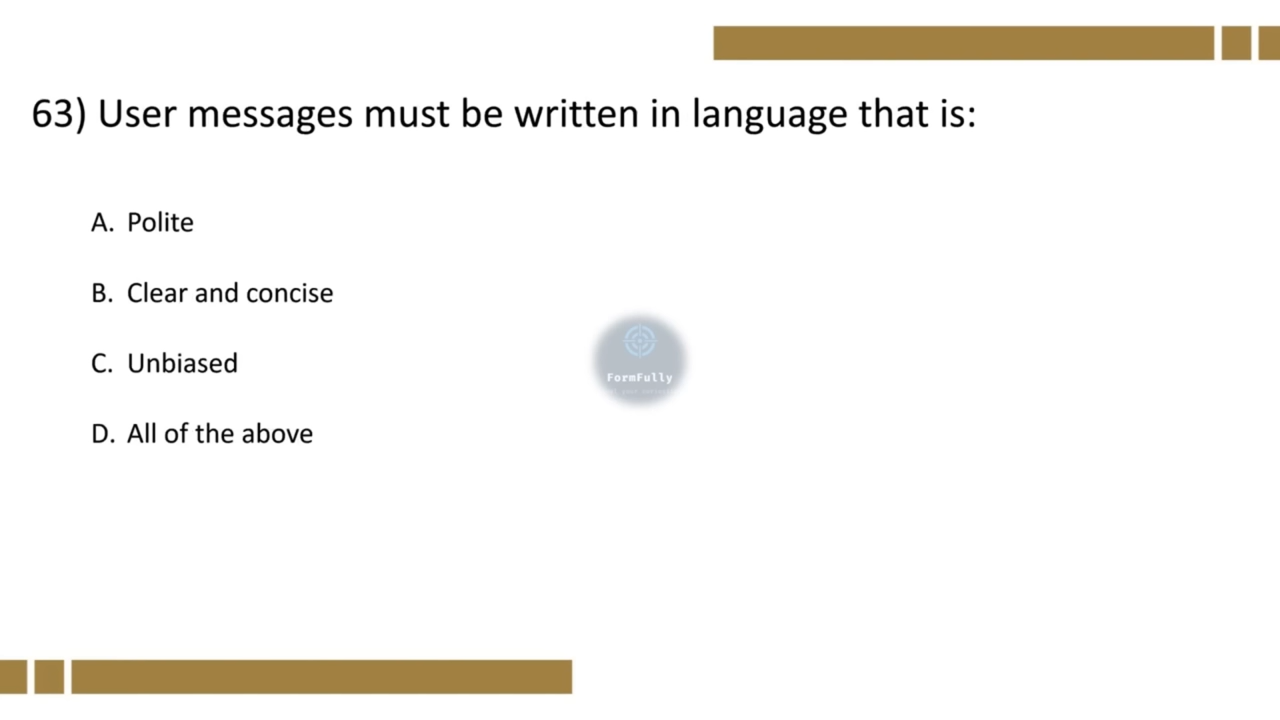 63) User messages must be written in language that is:
A. Polite
B. Clear and concise
C. Unbiased
D. All of the above
FormFully